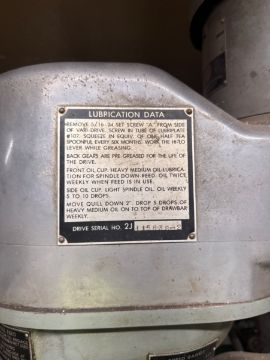 LUBRICATION DATA
REMOVE 5/16-24 SET SCREW "A" FROM SIDE
OF VARI-DRIVE. SCREW IN TUBE OF LUBRIPLATE
#107. SQUEEZE IN EQUIV. OF ONE HALF TEA
SPOONFUL EVERY SIX MONTHS. WORK THE HI-LO
LEVER WHILE GREASING.
BACK GEARS ARE PRE-GREASED FOR THE LIFE OF
THE DRIVE.
FRONT OIL CUP. HEAVY MEDIUM OIL-LUBRICA-
TION FOR SPINDLE DOWN FEED. OIL TWICE
WEEKLY WHEN FEED IS IN USE.
SIDE OIL CUP. LIGHT SPINDLE OIL. OIL WEEKLY
5 TO 10 DROPS.
MOVE QUILL DOWN 2". DROP 5 DROPS OF
HEAVY MEDIUM OIL ON TO TOP OF DRAWBAR
WEEKLY.
DRIVE SERIAL NO. 2J